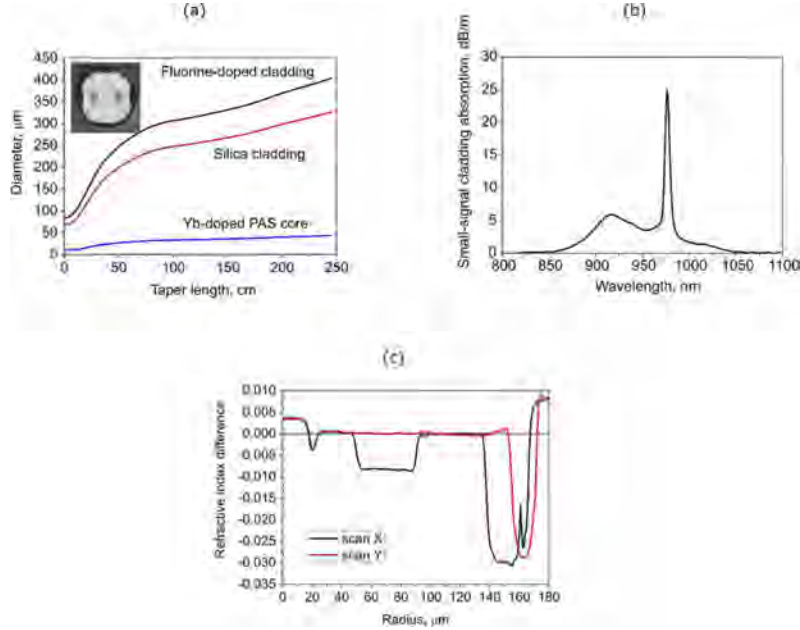 (a)
450
400
350
300
250
200
150
100
50
0
0 50 100 150 200 250
Diameter, μm
Taper length, cm
Fluorine-doped cladding
Silica cladding
Yb-doped PAS core
(b)
30
25
20
15
10
5
0
800 850 900 950 1000 1050 1100
Small-signal cladding absorption, dB/m
Wavelength, nm
(c)
0.010
0.005
0.000
-0.005
-0.010
-0.015
-0.020
-0.025
-0.030
-0.035
0 20 40 60 80 100 120 140 160 180
Refractive index difference
Radius, μm
scan X
scan Y